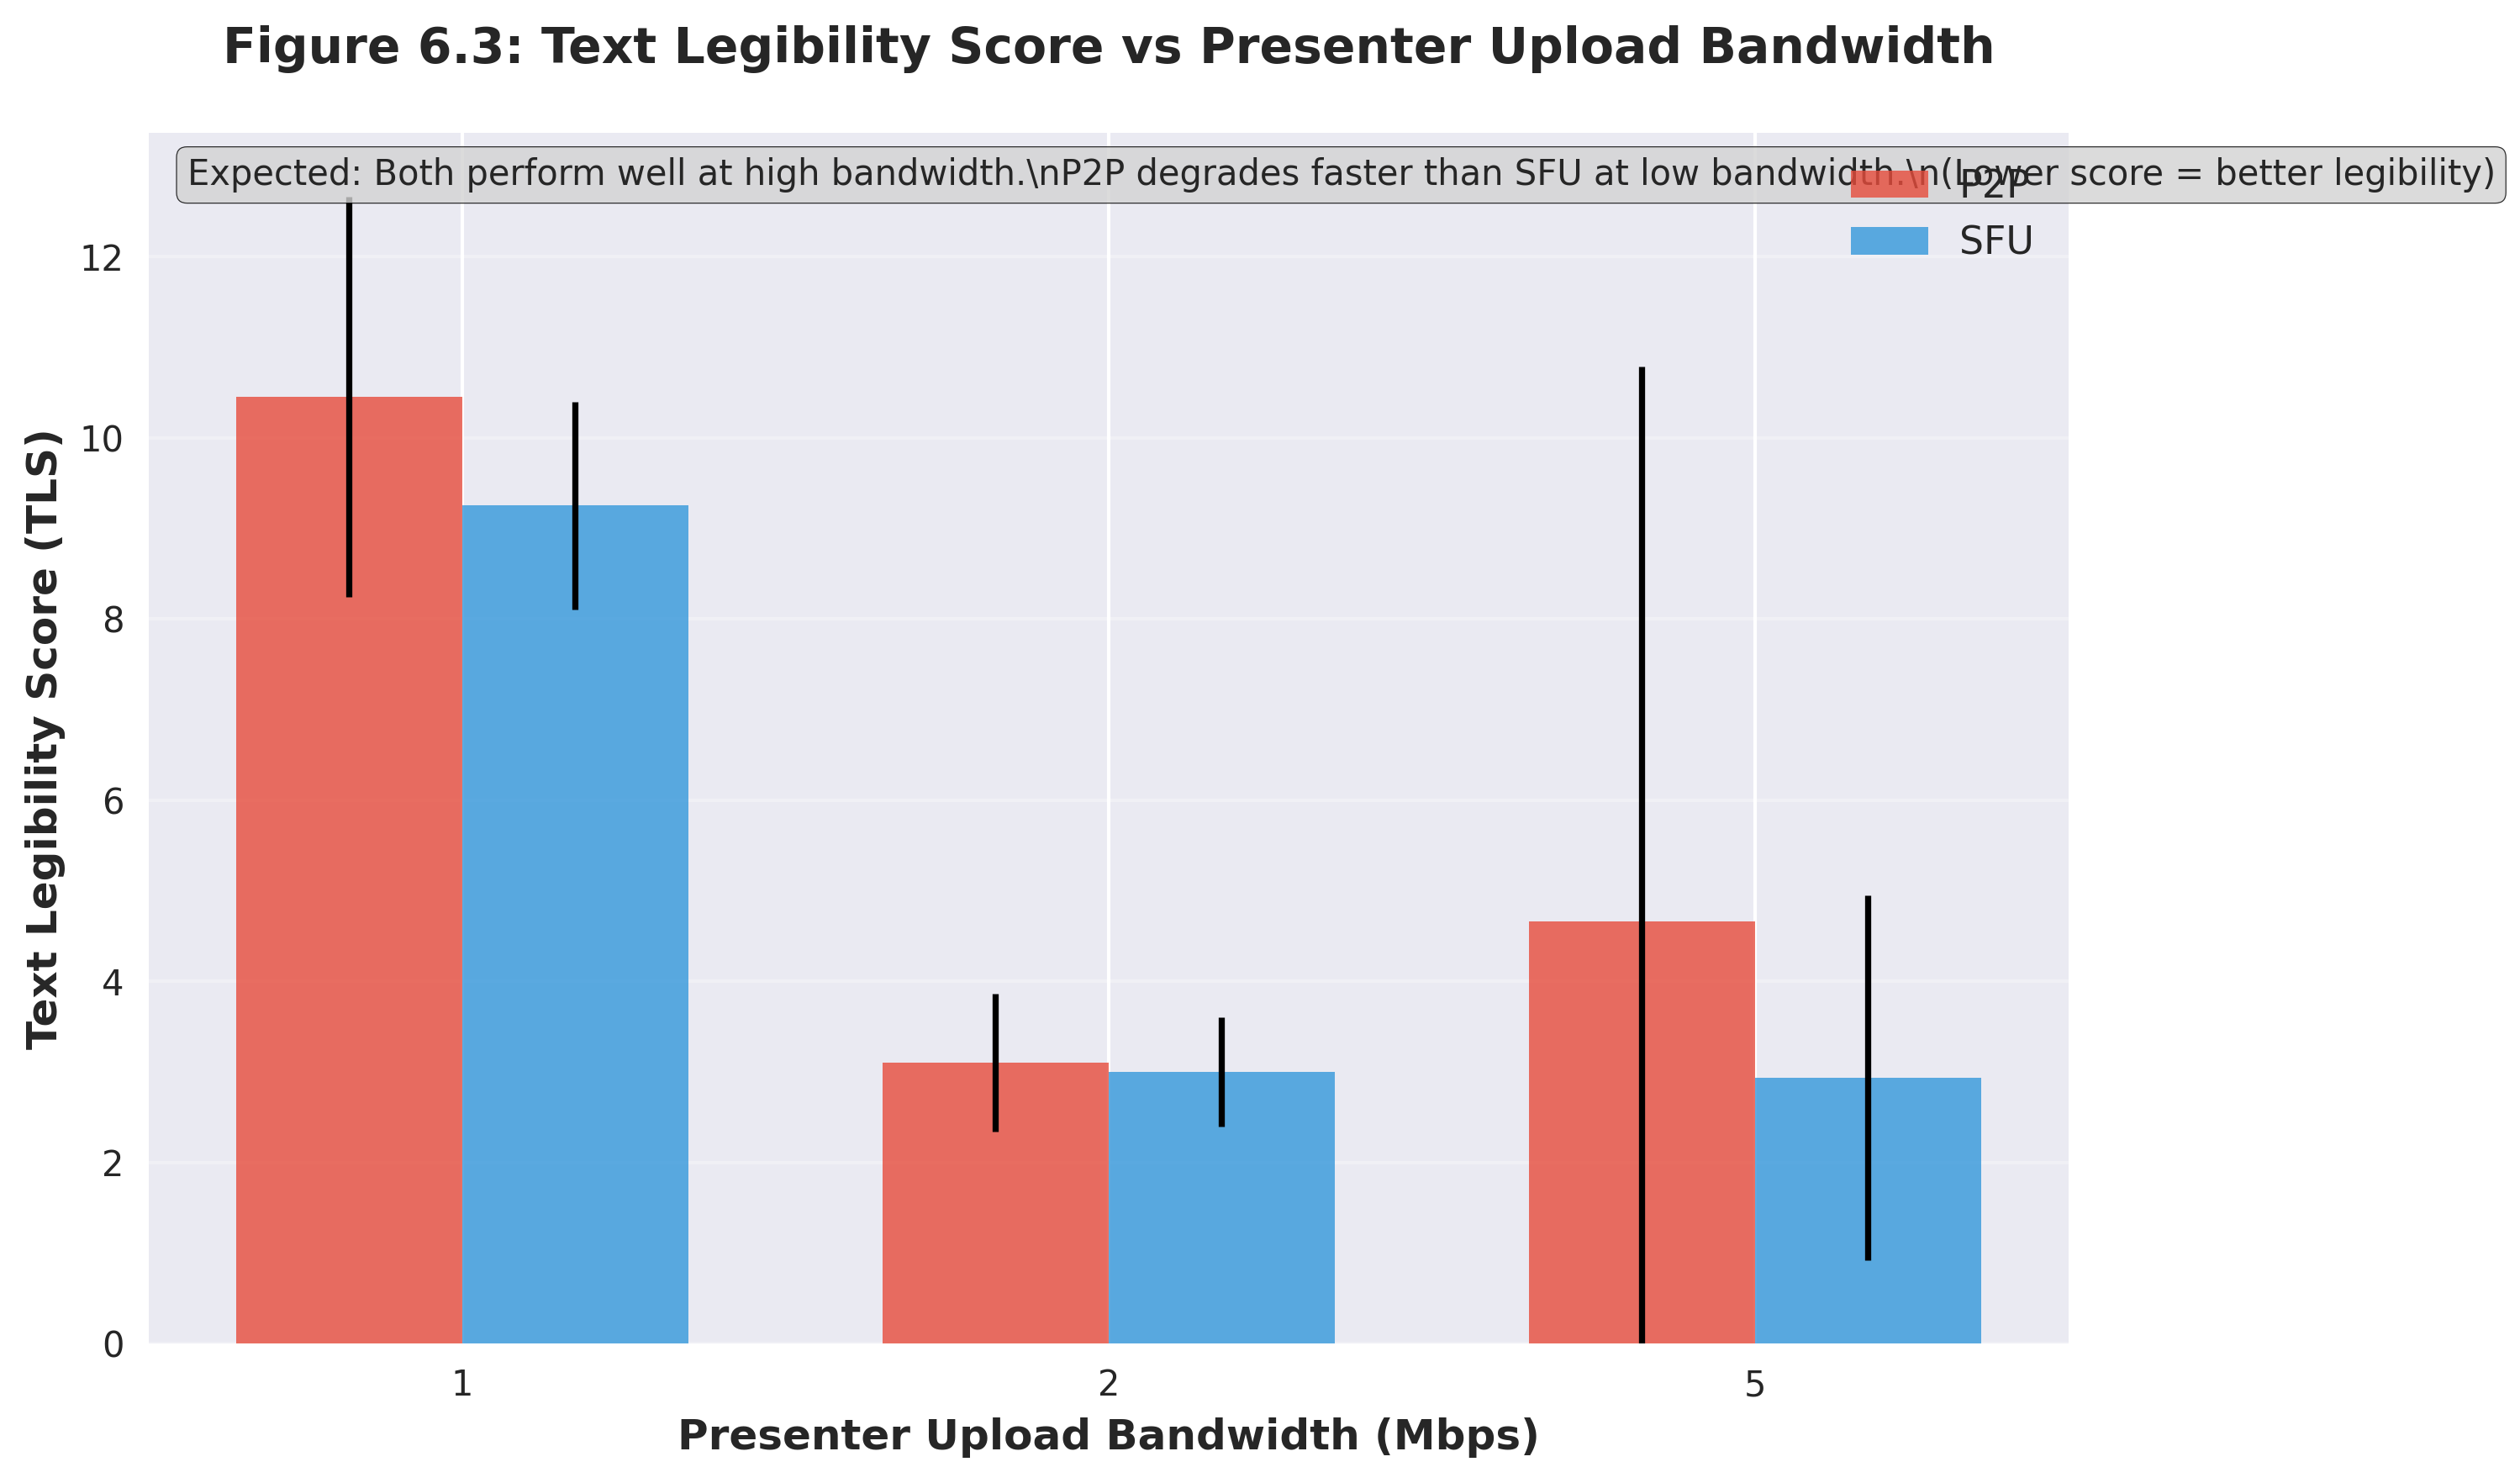 Figure 6.3: Text Legibility Score vs Presenter Upload Bandwidth
Expected: Both perform well at high bandwidth.\nP2P degrades faster than SFU at low bandwidth.\n(Lower score = better legibility)
P2P
SFU
Text Legibility Score (TLS)
12
10
8
6
4
2
0
1
2
5
Presenter Upload Bandwidth (Mbps)